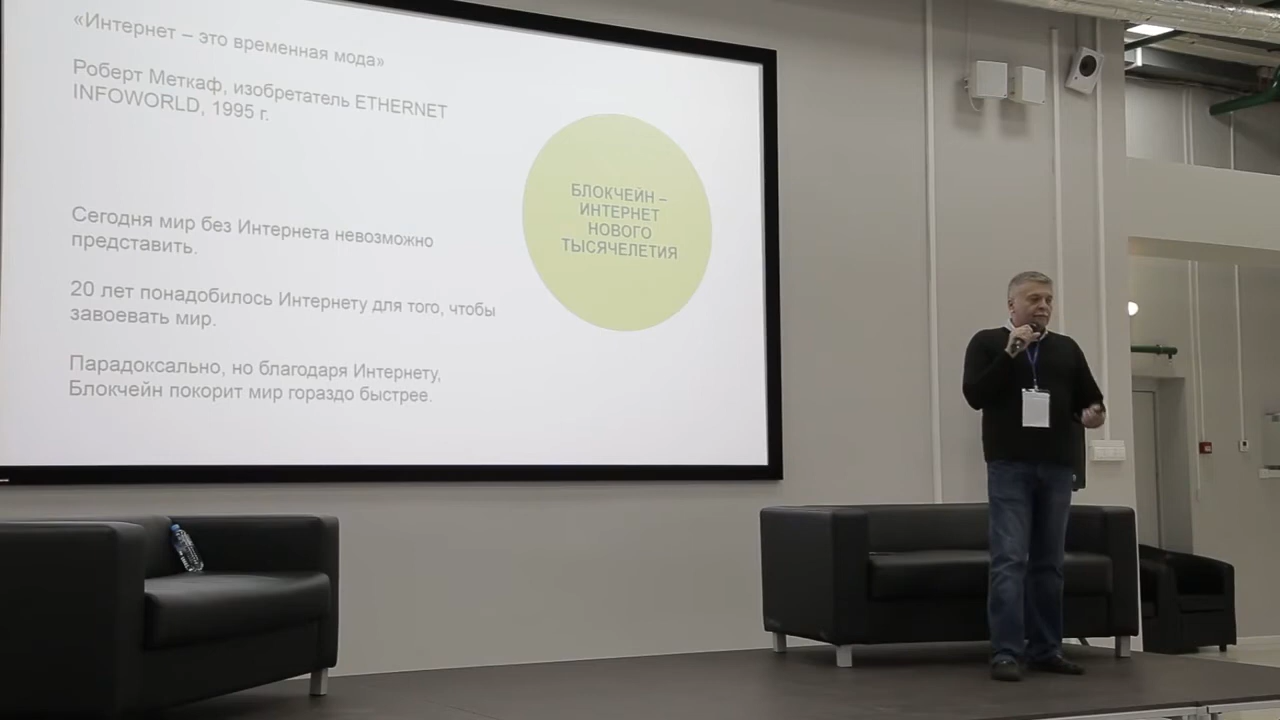 «Интернет – это временная мода»
Роберт Меткаф, изобретатель ETHERNET
INFOWORLD, 1995 г.
БЛОКЧЕЙН –
ИНТЕРНЕТ
НОВОГО
ТЫСЯЧЕЛЕТИЯ
Сегодня мир без Интернета невозможно
представить.
20 лет понадобилось Интернету для того, чтобы
завоевать мир.
Парадоксально, но благодаря Интернету,
Блокчейн покорит мир гораздо быстрее.